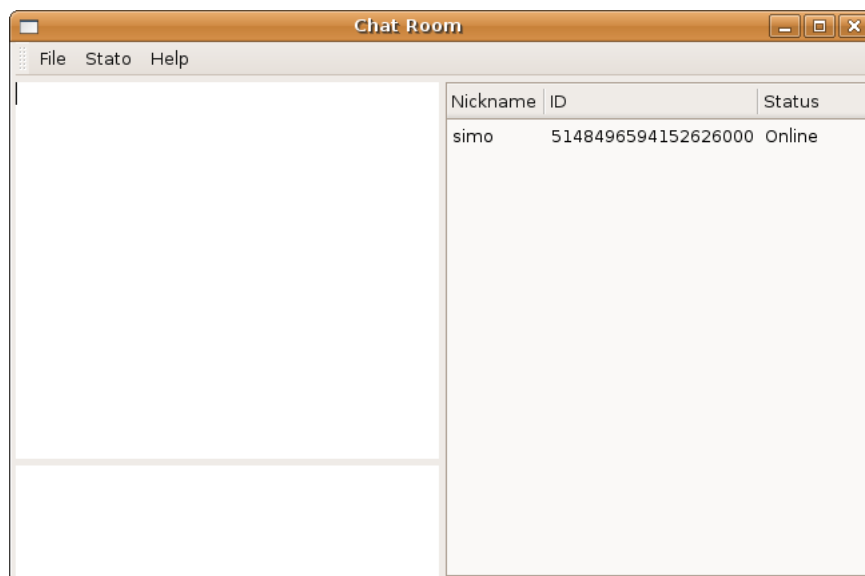 Chat Room
File Stato Help
Nickname ID Status
simo 5148496594152626000 Online